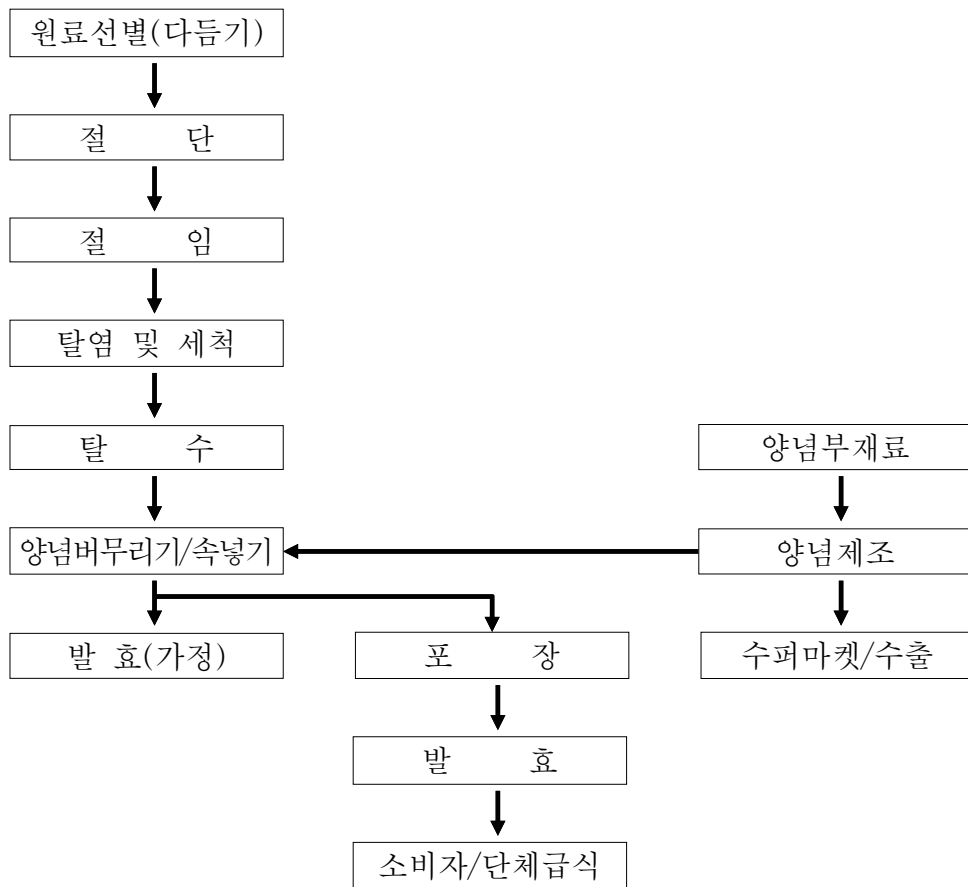 원료선별(다듬기)
절 단
절 임
탈염 및 세척
탈 수
양념부재료
양념버무리기/속넣기
양념제조
발 효(가정)
포 장
수퍼마켓/수출
발 효
소비자/단체급식